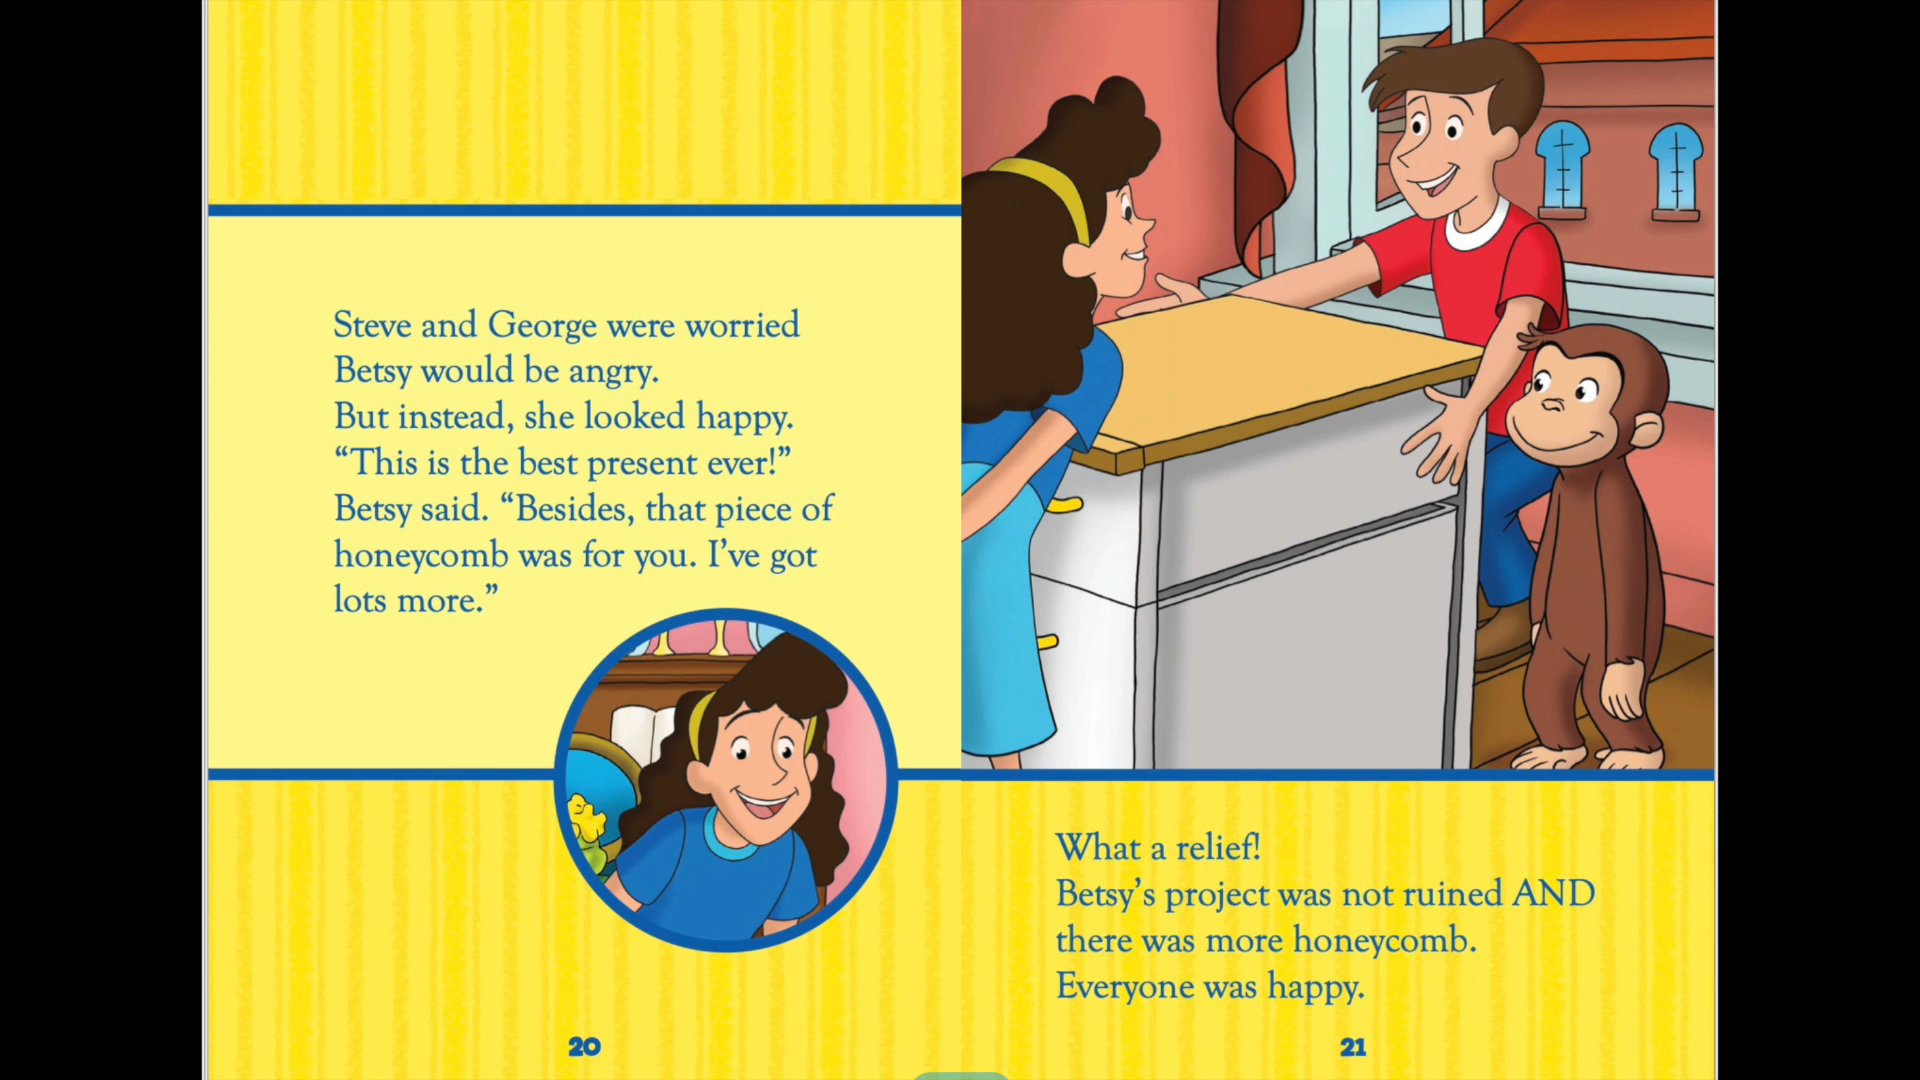 Steve and George were worried
Betsy would be angry.
But instead, she looked happy.
“This is the best present ever!”
Betsy said. “Besides, that piece of
honeycomb was for you. I’ve got
lots more.”
20
What a relief!
Betsy’s project was not ruined AND
there was more honeycomb.
Everyone was happy.
21